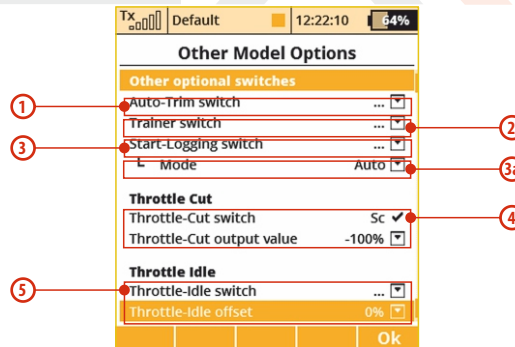 Tx Default 12:22:10 64%
Other Model Options
Other optional switches
1 Auto-Trim switch ...
Trainer switch ... 2
3 Start-Logging switch ...
Mode Auto 3a
Throttle Cut
Throttle-Cut switch Sc ✔ 4
Throttle-Cut output value -100%
Throttle Idle
5 Throttle-Idle switch ...
Throttle-Idle offset 0%
Ok